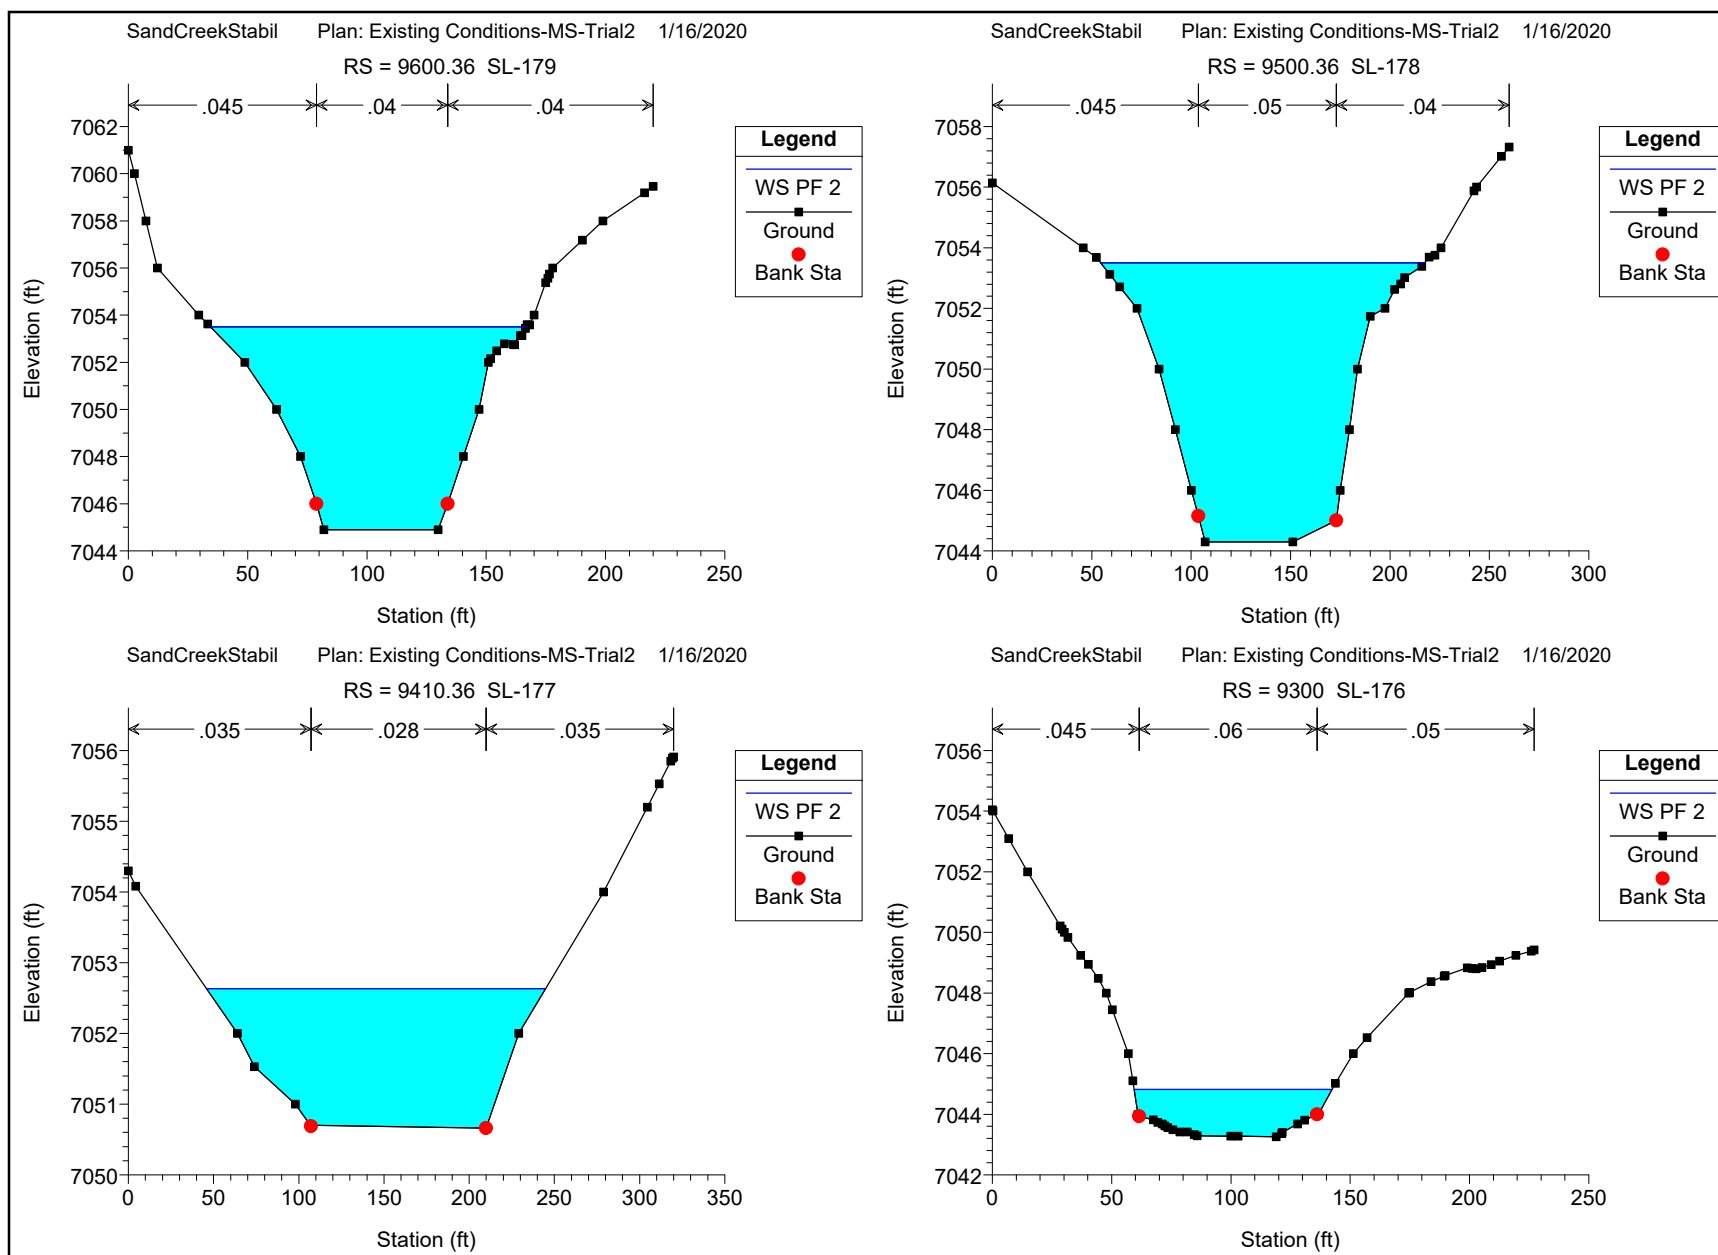 SandCreekStabil Plan: Existing Conditions-MS-Trial2 1/16/2020
RS = 9600.36 SL-179
.045 .04 .04
7062
7060
7058
7056
7054
7052
7050
7048
7046
7044
Elevation (ft)
0 50 100 150 200 250
Station (ft)
Legend
WS PF 2
Ground
Bank Sta
SandCreekStabil Plan: Existing Conditions-MS-Trial2 1/16/2020
RS = 9500.36 SL-178
.045 .05 .04
7058
7056
7054
7052
7050
7048
7046
7044
Elevation (ft)
0 50 100 150 200 250 300
Station (ft)
Legend
WS PF 2
Ground
Bank Sta
SandCreekStabil Plan: Existing Conditions-MS-Trial2 1/16/2020
RS = 9410.36 SL-177
.035 .028 .035
7056
7055
7054
7053
7052
7051
7050
Elevation (ft)
0 50 100 150 200 250 300 350
Station (ft)
Legend
WS PF 2
Ground
Bank Sta
SandCreekStabil Plan: Existing Conditions-MS-Trial2 1/16/2020
RS = 9300 SL-176
.045 .06 .05
7056
7054
7052
7050
7048
7046
7044
7042
Elevation (ft)
0 50 100 150 200 250
Station (ft)
Legend
WS PF 2
Ground
Bank Sta